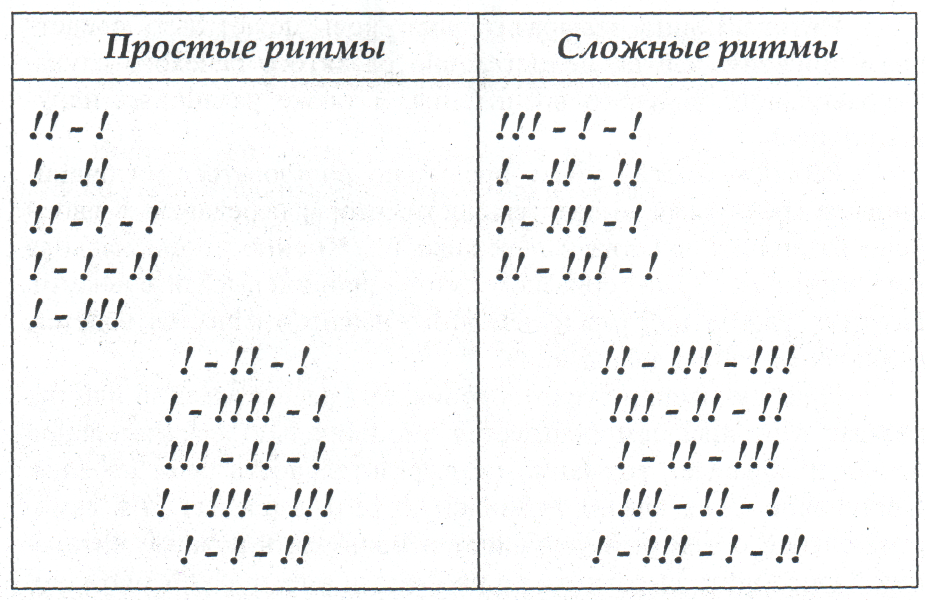 Простые ритмы
!! - !
! - !!
!! - ! - !
! - ! - !!
! - !!!
! - !! - !
! - !!!! - !
!!! - !! - !
! - !!! - !!!
! - ! - !!
Сложные ритмы
!!! - ! - !
! - !! - !!
! - !!! - !
!! - !!! - !
!! - !!! - !!!
!!! - !! - !!
! - !! - !!!
!!! - !! - !
! - !!! - ! - !!